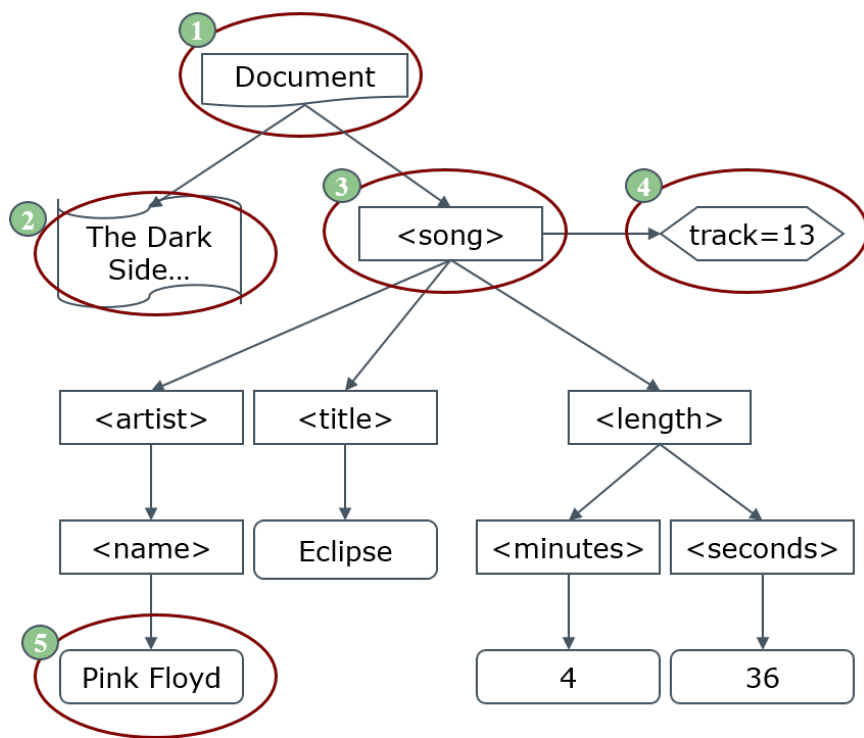 1
Document
2
The Dark
Side...
3
<song>
4
track=13
<artist>
<title>
<length>
<name>
Eclipse
<minutes>
<seconds>
5
Pink Floyd
4
36